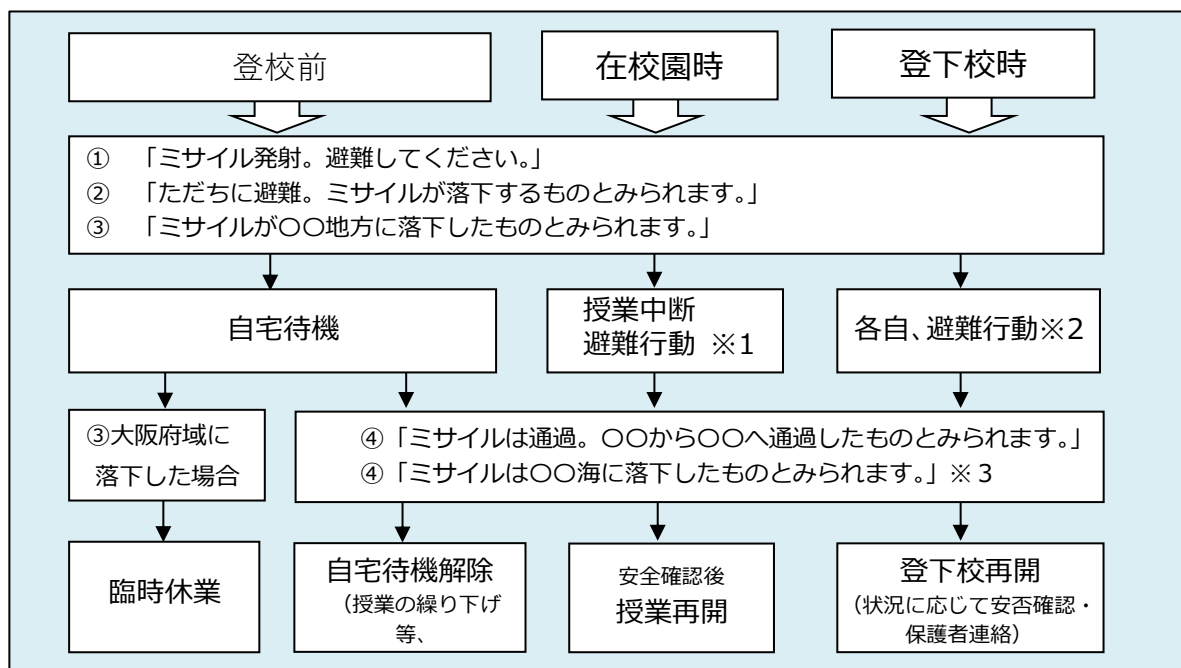 登校前
在校園時
登下校時
① 「ミサイル発射。避難してください。」
② 「ただちに避難。ミサイルが落下するものとみられます。」
③ 「ミサイルが〇〇地方に落下したものとみられます。」
自宅待機
授業中断
避難行動 ※1
各自、避難行動※2
③大阪府域に
落下した場合
④「ミサイルは通過。〇〇から〇〇へ通過したものとみられます。」
④「ミサイルは〇〇海に落下したものとみられます。」※３
臨時休業
自宅待機解除
（授業の繰り下げ
等、
安全確認後
授業再開
登下校再開
（状況に応じて安否確認・
保護者連絡）